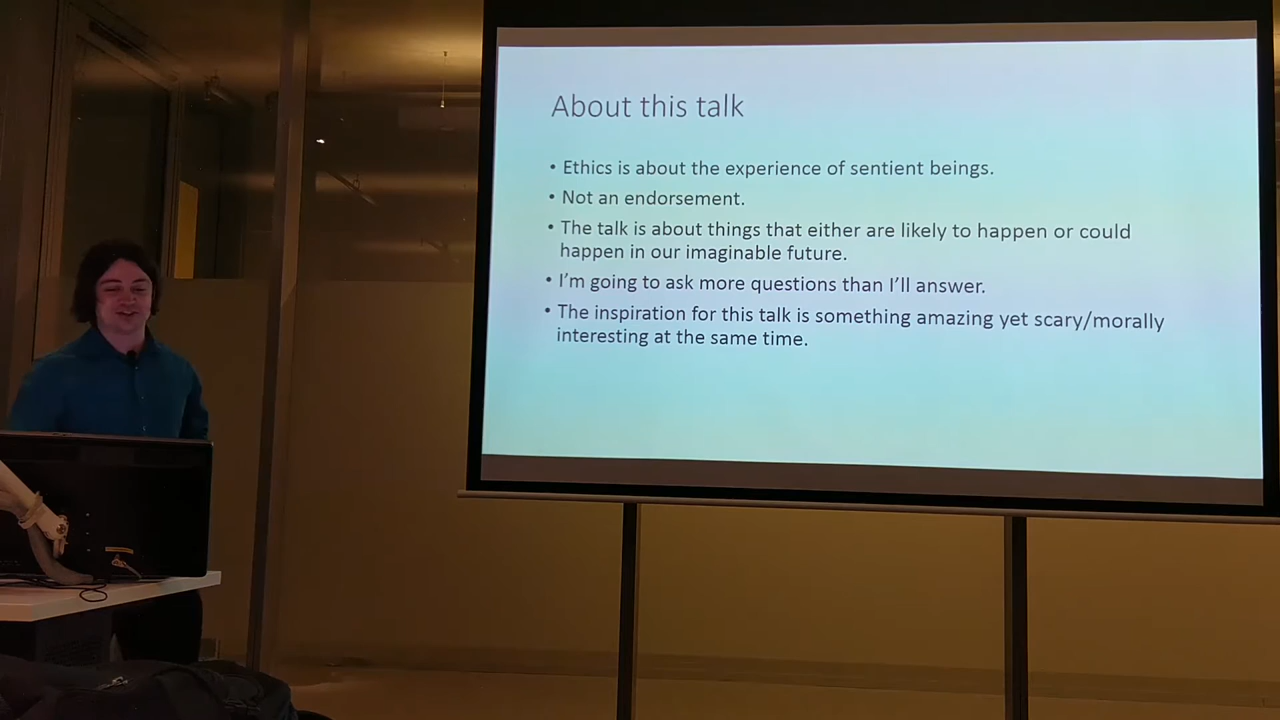 About this talk
• Ethics is about the experience of sentient beings.
• Not an endorsement.
• The talk is about things that either are likely to happen or could
happen in our imaginable future.
• I'm going to ask more questions than I'll answer.
• The inspiration for this talk is something amazing yet scary/morally
interesting at the same time.